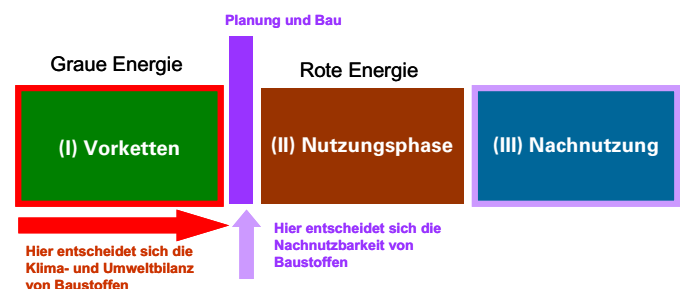 Planung und Bau
Graue Energie
Rote Energie
(I) Vorketten
(II) Nutzungsphase
(III) Nachnutzung
Hier entscheidet sich die
Klima- und Umweltbilanz
von Baustoffen
Hier entscheidet sich die
Nachnutzbarkeit von
Baustoffen